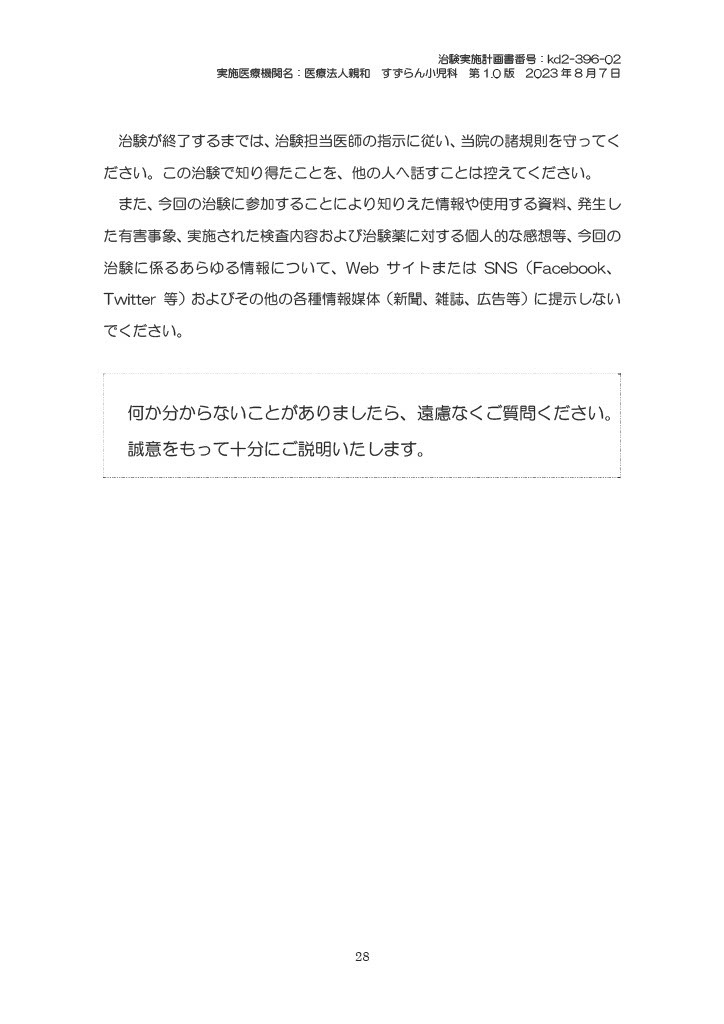 治験実施計画書番号：kd2-396-02
実施医療機関名：医療法人親和　すずらん小児科　第 1.0 版　2023 年 8 月 7 日
治験が終了するまでは、治験担当医師の指示に従い、当院の諸規則を守ってく
ださい。この治験で知り得たことを、他の人へ話すことは控えてください。
また、今回の治験に参加することにより知りえた情報や使用する資料、発生し
た有害事象、実施された検査内容および治験薬に対する個人的な感想等、今回の
治験に係るあらゆる情報について、Web サイトまたは SNS（Facebook、
Twitter 等）およびその他の各種情報媒体（新聞、雑誌、広告等）に提示しない
でください。
何か分からないことがありましたら、遠慮なくご質問ください。
誠意をもって十分にご説明いたします。
28